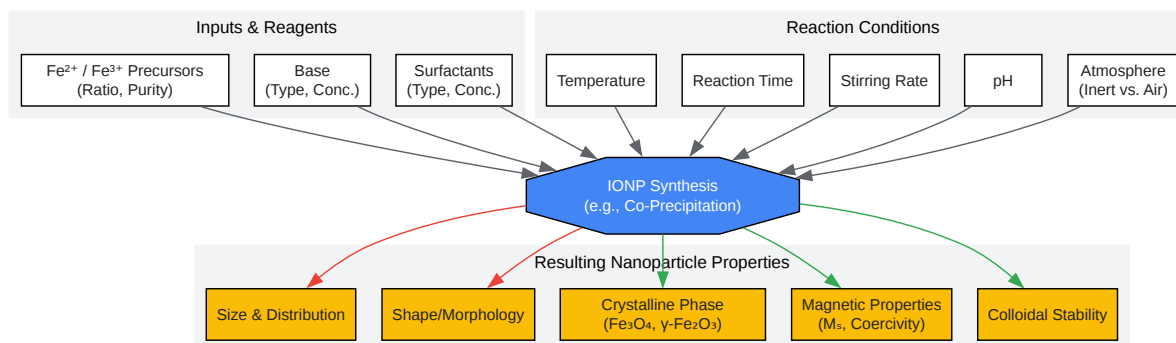 Inputs & Reagents
Reaction Conditions
Fe²⁺ / Fe³⁺ Precursors
(Ratio, Purity)
Base
(Type, Conc.)
Surfactants
(Type, Conc.)
Temperature
Reaction Time
Stirring Rate
pH
Atmosphere
(Inert vs. Air)
IONP Synthesis
(e.g., Co-Precipitation)
Resulting Nanoparticle Properties
Size & Distribution
Shape/Morphology
Crystalline Phase
(Fe₃O₄, γ-Fe₂O₃)
Magnetic Properties
(Mₛ, Coercivity)
Colloidal Stability